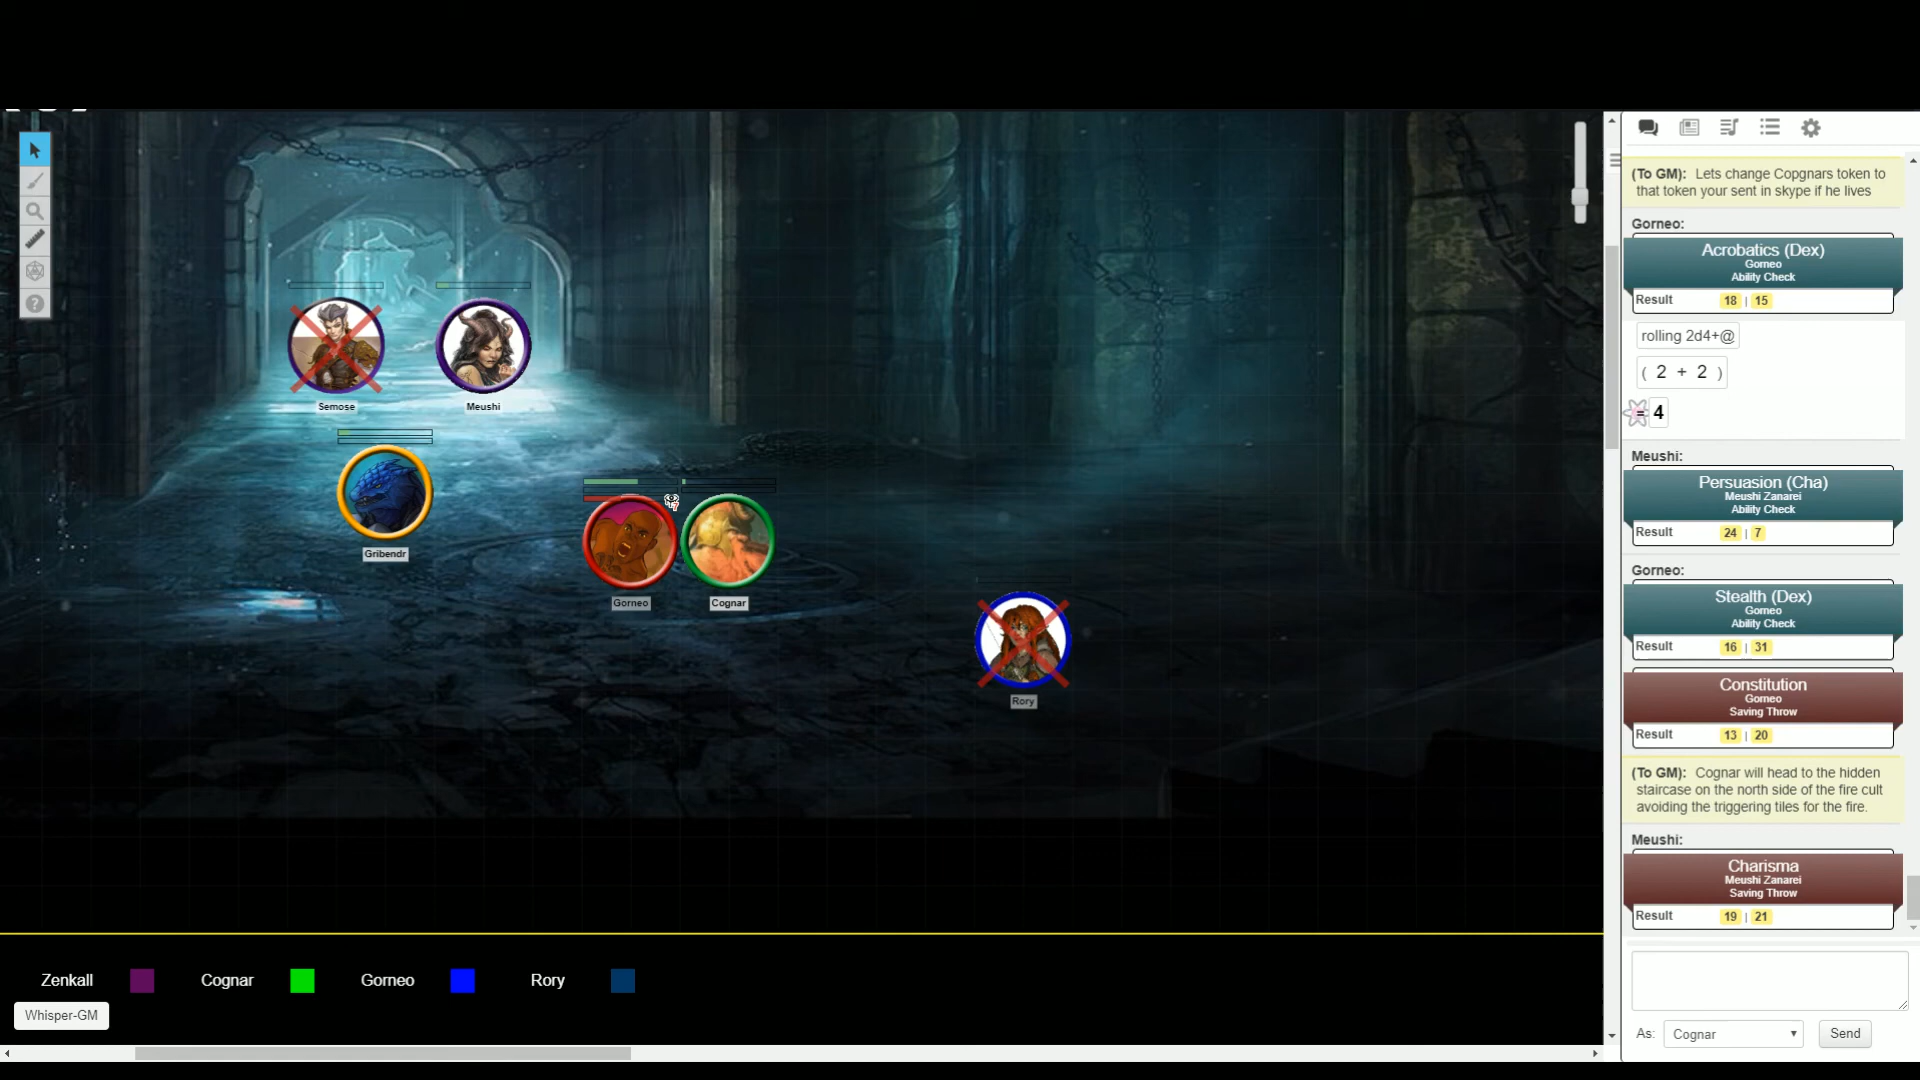 Semose
Meushi
Gribendr
Gorneo
Cognar
Rory
Zenkall
Cognar
Gorneo
Rory
Whisper-GM
(To GM): Lets change Copgnars token to
that token your sent in skype if he lives
Gorneo:
Acrobatics (Dex)
Gorneo
Ability Check
Result 18 | 15
rolling 2d4+@
( 2 + 2 )
= 4
Meushi:
Persuasion (Cha)
Meushi Zanarei
Ability Check
Result 24 | 7
Gorneo:
Stealth (Dex)
Gorneo
Ability Check
Result 16 | 31
Constitution
Gorneo
Saving Throw
Result 13 | 20
(To GM): Cognar will head to the hidden
staircase on the north side of the fire cult
avoiding the triggering tiles for the fire.
Meushi:
Charisma
Meushi Zanarei
Saving Throw
Result 19 | 21
As: Cognar Send